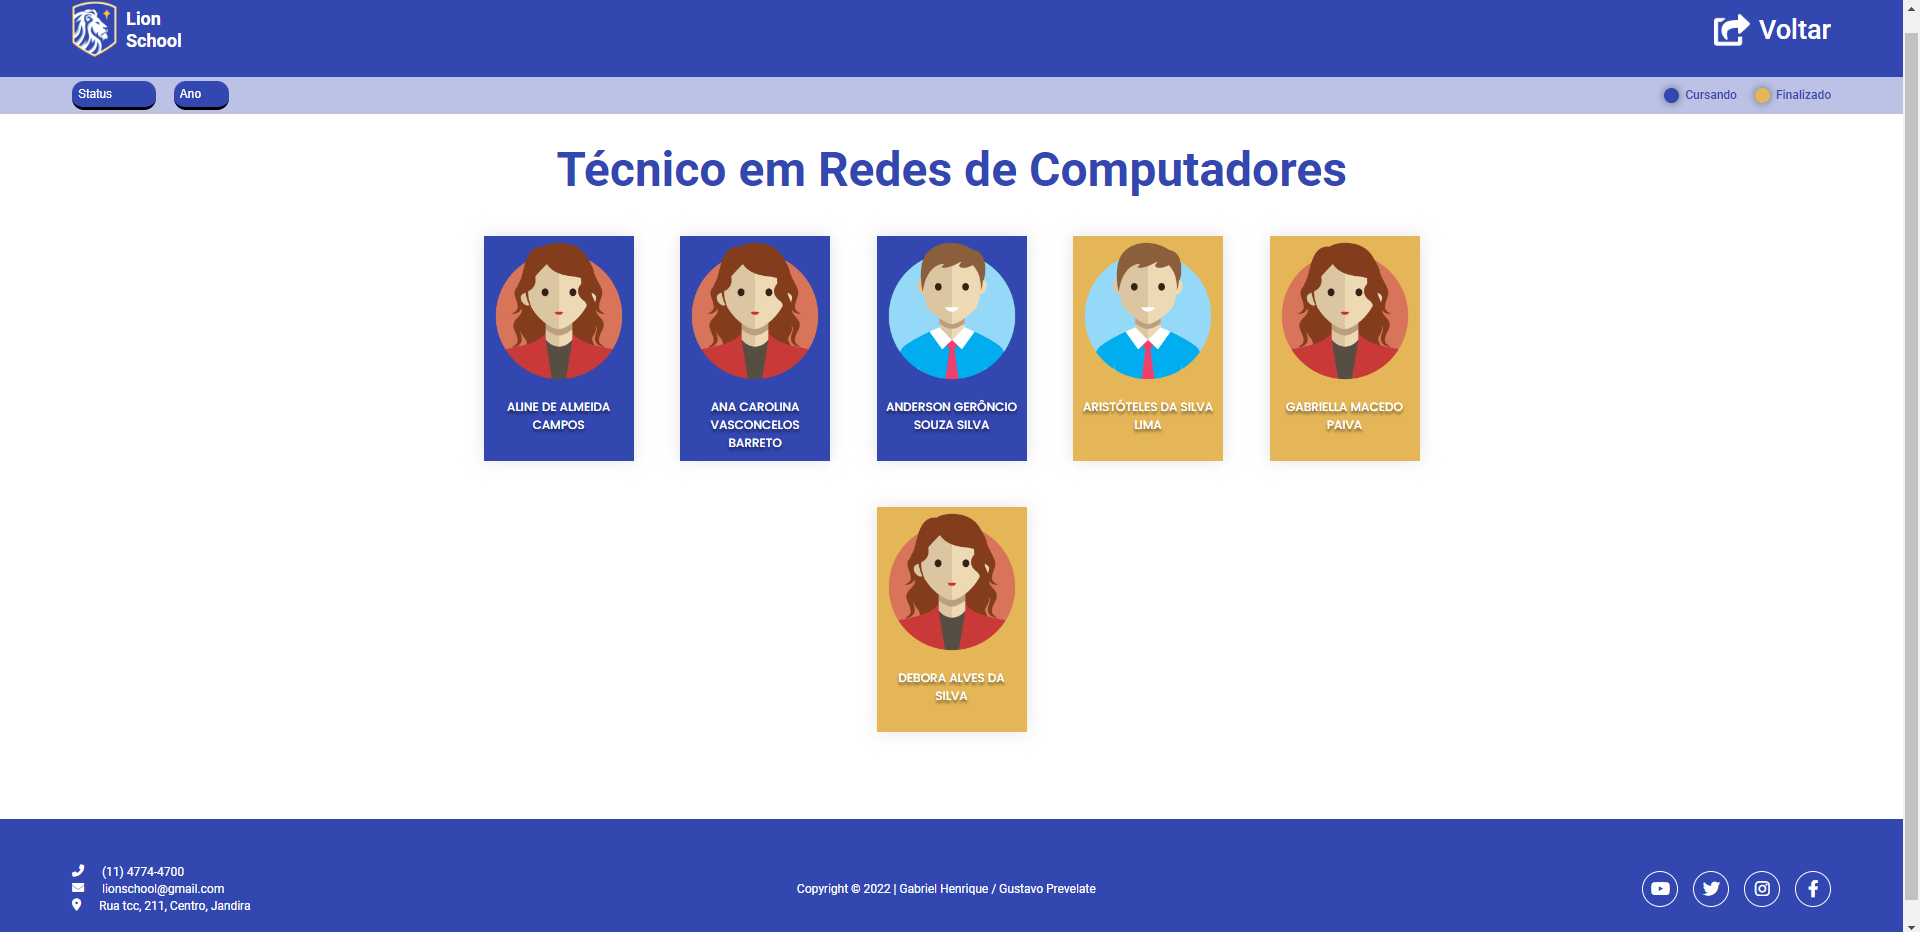 Lion
School
Voltar
Status
Ano
Cursando
Finalizado
Técnico em Redes de Computadores
ALINE DE ALMEIDA
CAMPOS
ANA CAROLINA
VASCONCELOS
BARRETO
ANDERSON GERÔNCIO
SOUZA SILVA
ARISTÓTELES DA SILVA
LIMA
GABRIELLA MACEDO
PAIVA
DEBORA ALVES DA
SILVA
(11) 4774-4700
lionschool@gmail.com
Rua tcc, 211, Centro, Jandira
Copyright © 2022 | Gabriel Henrique / Gustavo Prevelate